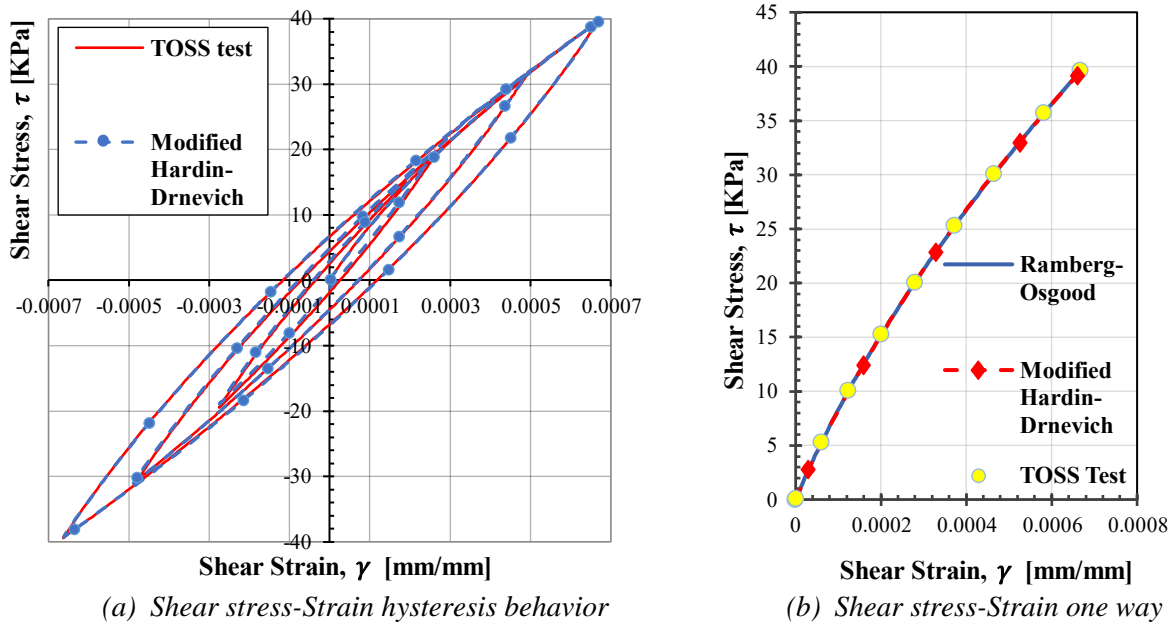 Shear Stress, τ [KPa]
40
30
20
10
0
-10
-20
-30
-40
-0.0007
-0.0005
-0.0003
-0.0001
0.0001
0.0003
0.0005
0.0007
TOSS test
Modified
Hardin-
Drnevich
Shear Strain, γ [mm/mm]
(a) Shear stress-Strain hysteresis behavior
Shear Stress, τ [KPa]
45
40
35
30
25
20
15
10
5
0
0
0.0002
0.0004
0.0006
0.0008
Ramberg-
Osgood
Modified
Hardin-
Drnevich
TOSS Test
Shear Strain, γ [mm/mm]
(b) Shear stress-Strain one way